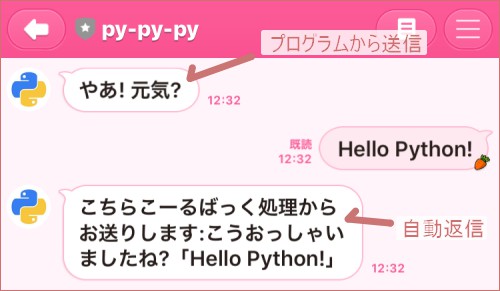 py-py-py
プログラムから送信
やあ! 元気?
12:32
既読
12:32
Hello Python!
こちらこーるばっく処理から
お送りします:こうおっしゃい
ましたね?「Hello Python!」
12:32
自動返信